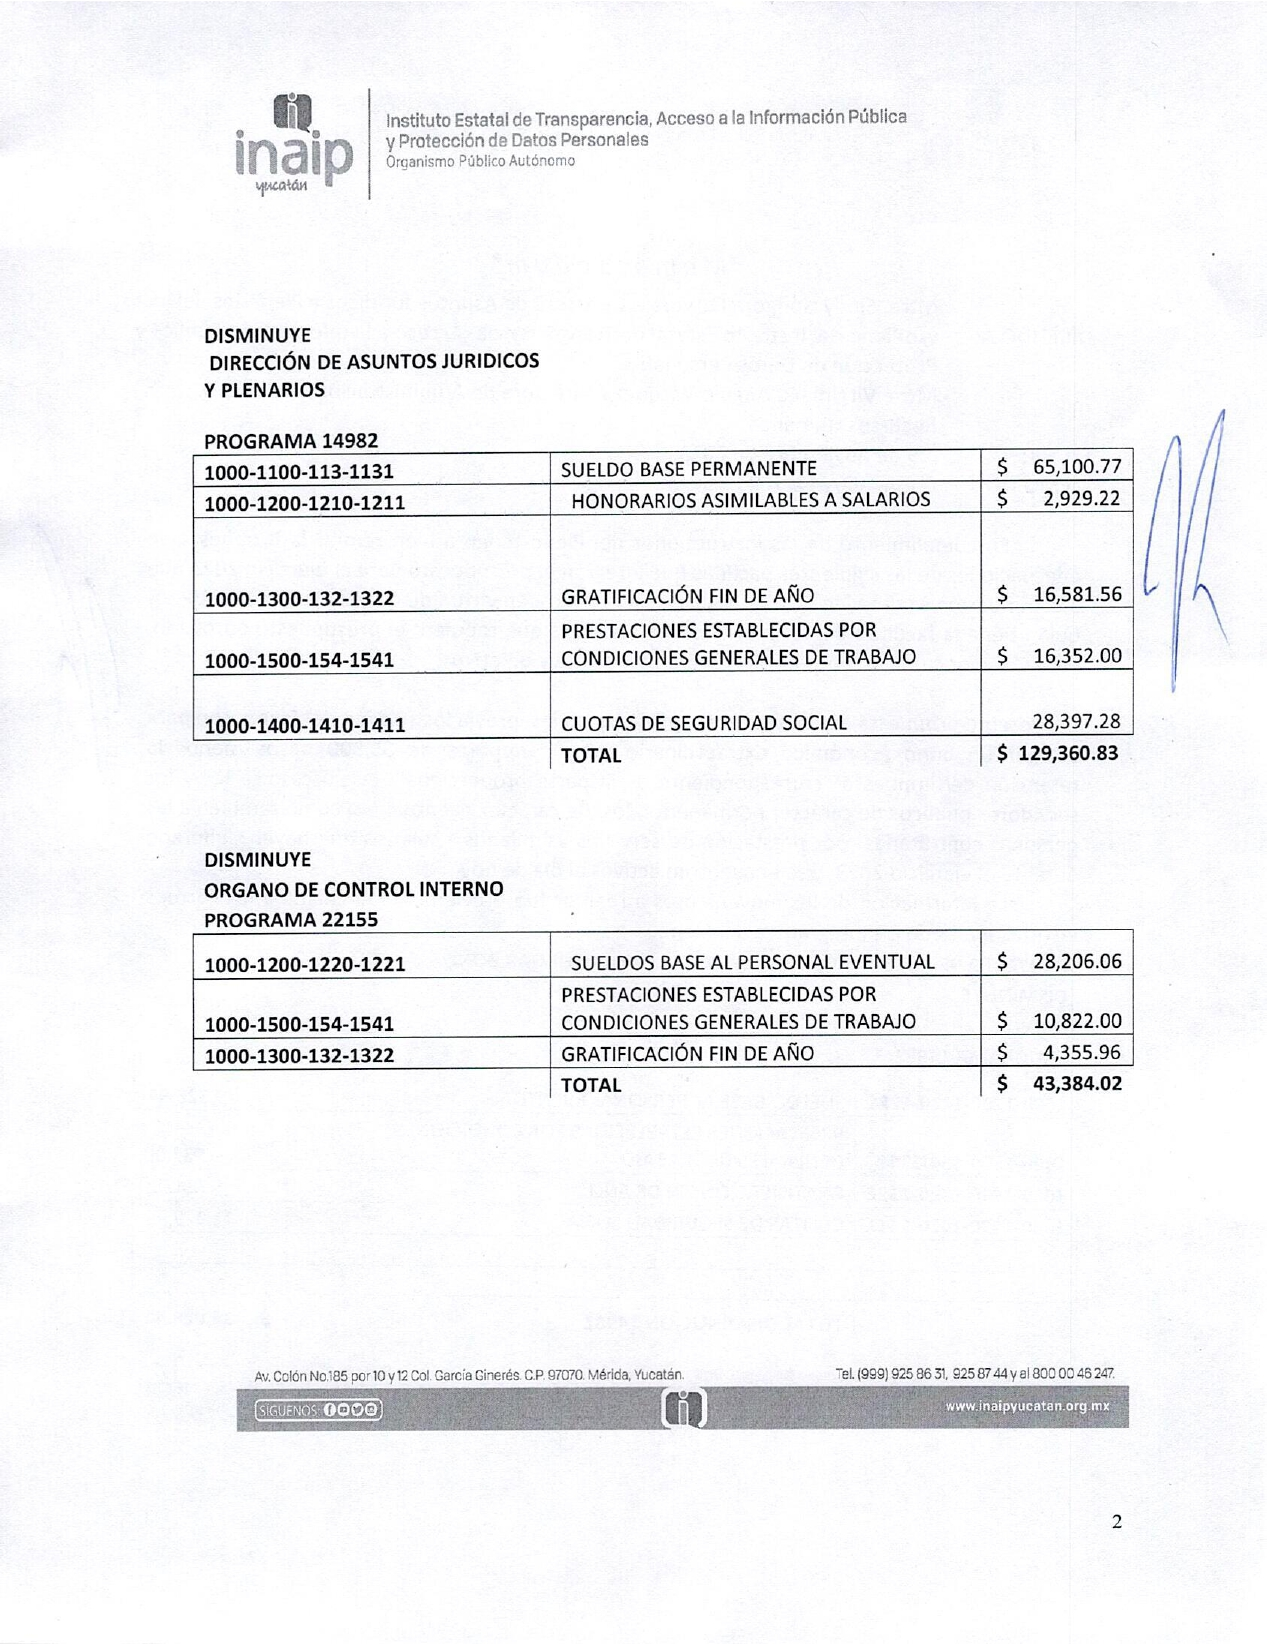 inaip
yucatán
Instituto Estatal de Transparencia, Acceso a la Información Pública
y Protección de Datos Personales
Organismo Público Autónomo
DISMINUYE
DIRECCIÓN DE ASUNTOS JURIDICOS
Y PLENARIOS
PROGRAMA 14982
1000-1100-113-1131 SUELDO BASE PERMANENTE $ 65,100.77
1000-1200-1210-1211 HONORARIOS ASIMILABLES A SALARIOS $ 2,929.22
1000-1300-132-1322 GRATIFICACIÓN FIN DE AÑO $ 16,581.56
PRESTACIONES ESTABLECIDAS POR
1000-1500-154-1541 CONDICIONES GENERALES DE TRABAJO $ 16,352.00
1000-1400-1410-1411 CUOTAS DE SEGURIDAD SOCIAL 28,397.28
TOTAL $ 129,360.83
DISMINUYE
ORGANO DE CONTROL INTERNO
PROGRAMA 22155
1000-1200-1220-1221 SUELDOS BASE AL PERSONAL EVENTUAL $ 28,206.06
PRESTACIONES ESTABLECIDAS POR
1000-1500-154-1541 CONDICIONES GENERALES DE TRABAJO $ 10,822.00
1000-1300-132-1322 GRATIFICACIÓN FIN DE AÑO $ 4,355.96
TOTAL $ 43,384.02
Av. Colón No.185 por 10 y 12 Col. García Ginerés. C.P. 97070. Mérida, Yucatán. Tel. (999) 925 86 31, 925 87 44 y el 800 00 46 247.
SÍGUENOS: www.inaipyucatan.org.mx
2